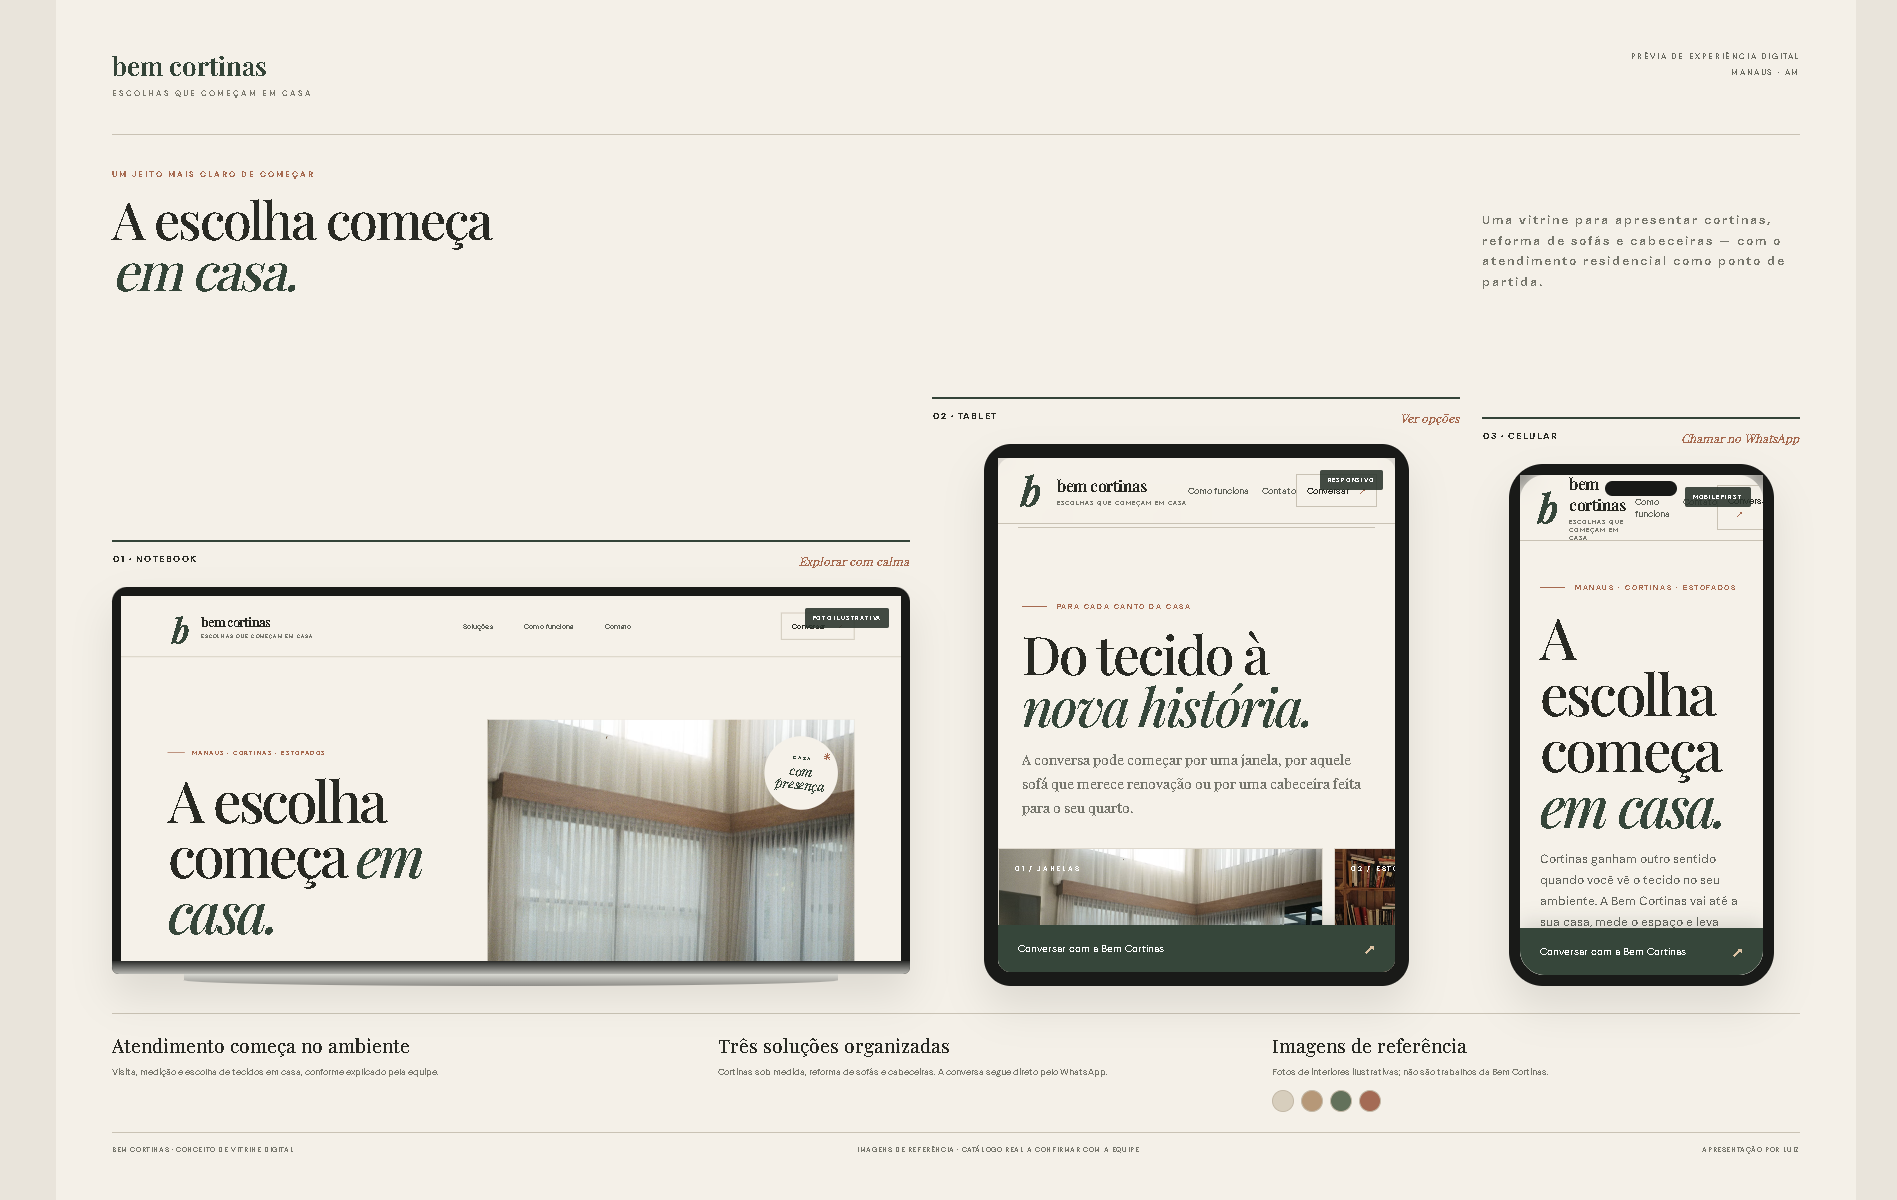 bem cortinas
ESCOLHAS QUE COMEÇAM EM CASA
PRÉVIA DE EXPERIÊNCIA DIGITAL
MANAUS · AM
UM JEITO MAIS CLARO DE COMEÇAR
A escolha começa
em casa.
Uma vitrine para apresentar cortinas,
reforma de sofás e cabeceiras — com o
atendimento residencial como ponto de
partida.
01 · NOTEBOOK
Explorar com calma
bem cortinas
ESCOLHAS QUE COMEÇAM EM CASA
Soluções
Como funciona
Contato
FOTO ILUSTRATIVA
MANAUS · CORTINAS · ESTOFADOS
A escolha
começa em
casa.
CASA
com
presença
02 · TABLET
Ver opções
b bem cortinas
ESCOLHAS QUE COMEÇAM EM CASA
Como funciona
Contato
Conversar ↗
RESPONSIVO
PARA CADA CANTO DA CASA
Do tecido à
nova história.
A conversa pode começar por uma janela, por aquele
sofá que merece renovação ou por uma cabeceira feita
para o seu quarto.
01 / JANELAS
02 / ESTO
Conversar com a Bem Cortinas ↗
03 · CELULAR
Chamar no WhatsApp
b bem
cortinas
ESCOLHAS QUE
COMEÇAM EM
CASA
Como
funciona
MOBILE FIRST
↗
MANAUS · CORTINAS · ESTOFADOS
A
escolha
começa
em casa.
Cortinas ganham outro sentido
quando você vê o tecido no seu
ambiente. A Bem Cortinas vai até a
sua casa, mede o espaço e leva
Conversar com a Bem Cortinas ↗
Atendimento começa no ambiente
Visita, medição e escolha de tecidos em casa, conforme explicado pela equipe.
Três soluções organizadas
Cortinas sob medida, reforma de sofás e cabeceiras. A conversa segue direto pelo WhatsApp.
Imagens de referência
Fotos de interiores ilustrativas; não são trabalhos da Bem Cortinas.
BEM CORTINAS · CONCEITO DE VITRINE DIGITAL
IMAGENS DE REFERÊNCIA · CATÁLOGO REAL A CONFIRMAR COM A EQUIPE
APRESENTAÇÃO POR LUIZ